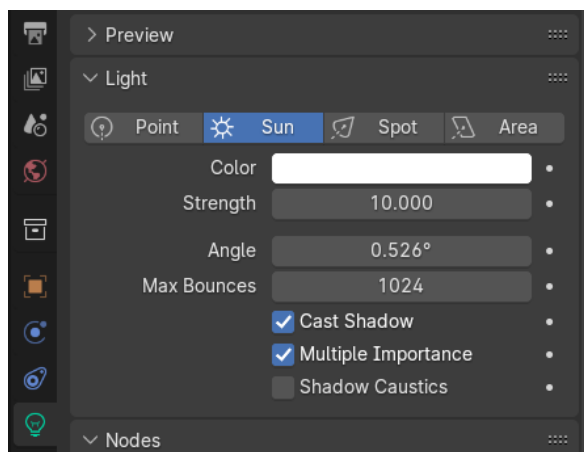 Preview
Light
Point Sun Spot Area
Color
Strength 10.000
Angle 0.526°
Max Bounces 1024
Cast Shadow
Multiple Importance
Shadow Caustics
Nodes